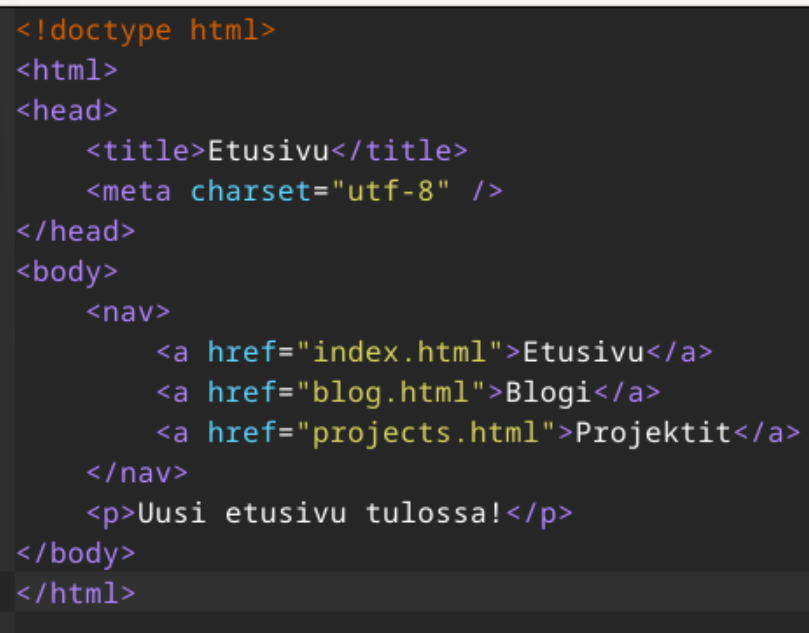 <!doctype html>
<html>
<head>
    <title>Etusivu</title>
    <meta charset="utf-8" />
</head>
<body>
    <nav>
        <a href="index.html">Etusivu</a>
        <a href="blog.html">Blogi</a>
        <a href="projects.html">Projektit</a>
    </nav>
    <p>Uusi etusivu tulossa!</p>
</body>
</html>